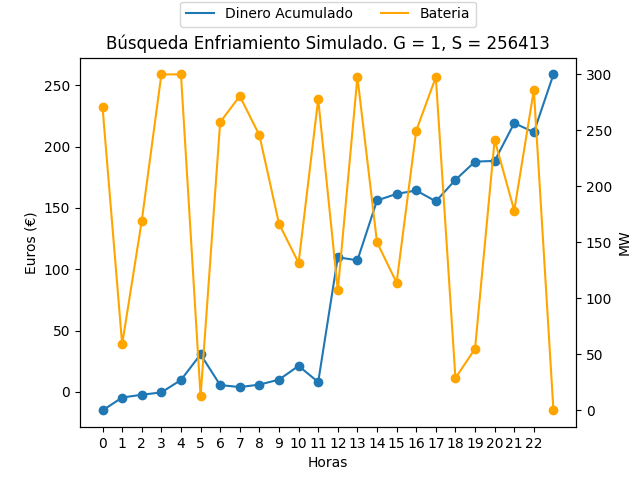 Dinero Acumulado Bateria
Búsqueda Enfriamiento Simulado. G = 1, S = 256413
Euros (€)
250
200
150
100
50
0
300
250
200
150
100
50
0
MW
0 1 2 3 4 5 6 7 8 9 10 11 12 13 14 15 16 17 18 19 20 21 22
Horas